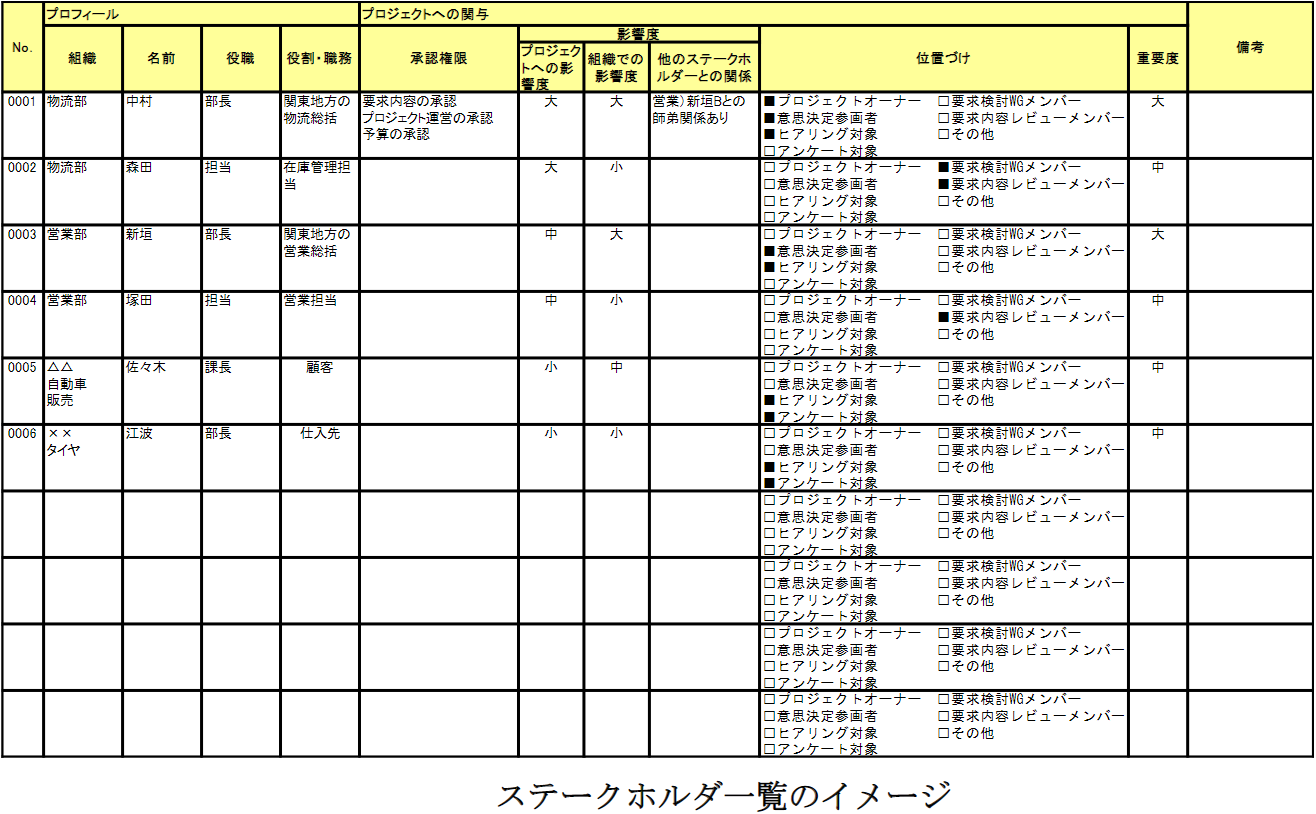 プロフィール プロジェクトへの関与
No. 組織 名前 役職 役割・職務 承認権限 影響度 位置づけ 重要度 備考
プロジェクトへの影響度 組織での影響度 他のステークホルダーとの関係
0001 物流部 中村 部長 関東地方の 要求内容の承認 大 大 営業)新垣Bとの ■プロジェクトオーナー □要求検討WGメンバー 大
物流総括 プロジェクト運営の承認 師弟関係あり ■意思決定参画者 □要求内容レビューメンバー
予算の承認 ■ヒアリング対象 □その他
□アンケート対象
0002 物流部 森田 担当 在庫管理担 大 小 □プロジェクトオーナー ■要求検討WGメンバー 中
当 □意思決定参画者 ■要求内容レビューメンバー
□ヒアリング対象 □その他
□アンケート対象
0003 営業部 新垣 部長 関東地方の 中 大 □プロジェクトオーナー □要求検討WGメンバー 大
営業総括 ■意思決定参画者 □要求内容レビューメンバー
■ヒアリング対象 □その他
□アンケート対象
0004 営業部 塚田 担当 営業担当 中 小 □プロジェクトオーナー □要求検討WGメンバー 中
□意思決定参画者 ■要求内容レビューメンバー
□ヒアリング対象 □その他
□アンケート対象
0005 △△ 佐々木 課長 顧客 小 中 □プロジェクトオーナー □要求検討WGメンバー 中
自動車 □意思決定参画者 □要求内容レビューメンバー
販売 ■ヒアリング対象 □その他
■アンケート対象
0006 ×× 江波 部長 仕入先 小 小 □プロジェクトオーナー □要求検討WGメンバー 中
タイヤ □意思決定参画者 □要求内容レビューメンバー
■ヒアリング対象 □その他
■アンケート対象
□プロジェクトオーナー □要求検討WGメンバー
□意思決定参画者 □要求内容レビューメンバー
□ヒアリング対象 □その他
□アンケート対象
□プロジェクトオーナー □要求検討WGメンバー
□意思決定参画者 □要求内容レビューメンバー
□ヒアリング対象 □その他
□アンケート対象
□プロジェクトオーナー □要求検討WGメンバー
□意思決定参画者 □要求内容レビューメンバー
□ヒアリング対象 □その他
□アンケート対象
□プロジェクトオーナー □要求検討WGメンバー
□意思決定参画者 □要求内容レビューメンバー
□ヒアリング対象 □その他
□アンケート対象
ステークホルダ一覧のイメージ